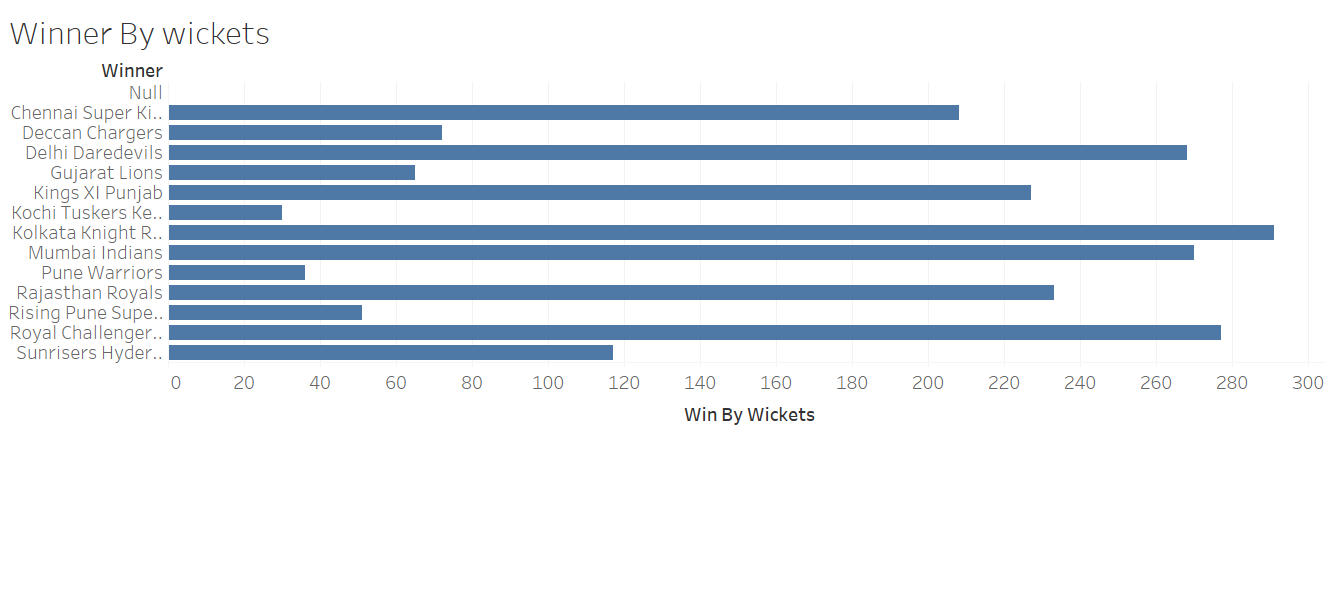 Winner By wickets
Winner
Null
Chennai Super Ki..
Deccan Chargers
Delhi Daredevils
Gujarat Lions
Kings XI Punjab
Kochi Tuskers Ke..
Kolkata Knight R..
Mumbai Indians
Pune Warriors
Rajasthan Royals
Rising Pune Supe..
Royal Challenger..
Sunrisers Hyder..
0 20 40 60 80 100 120 140 160 180 200 220 240 260 280 300
Win By Wickets